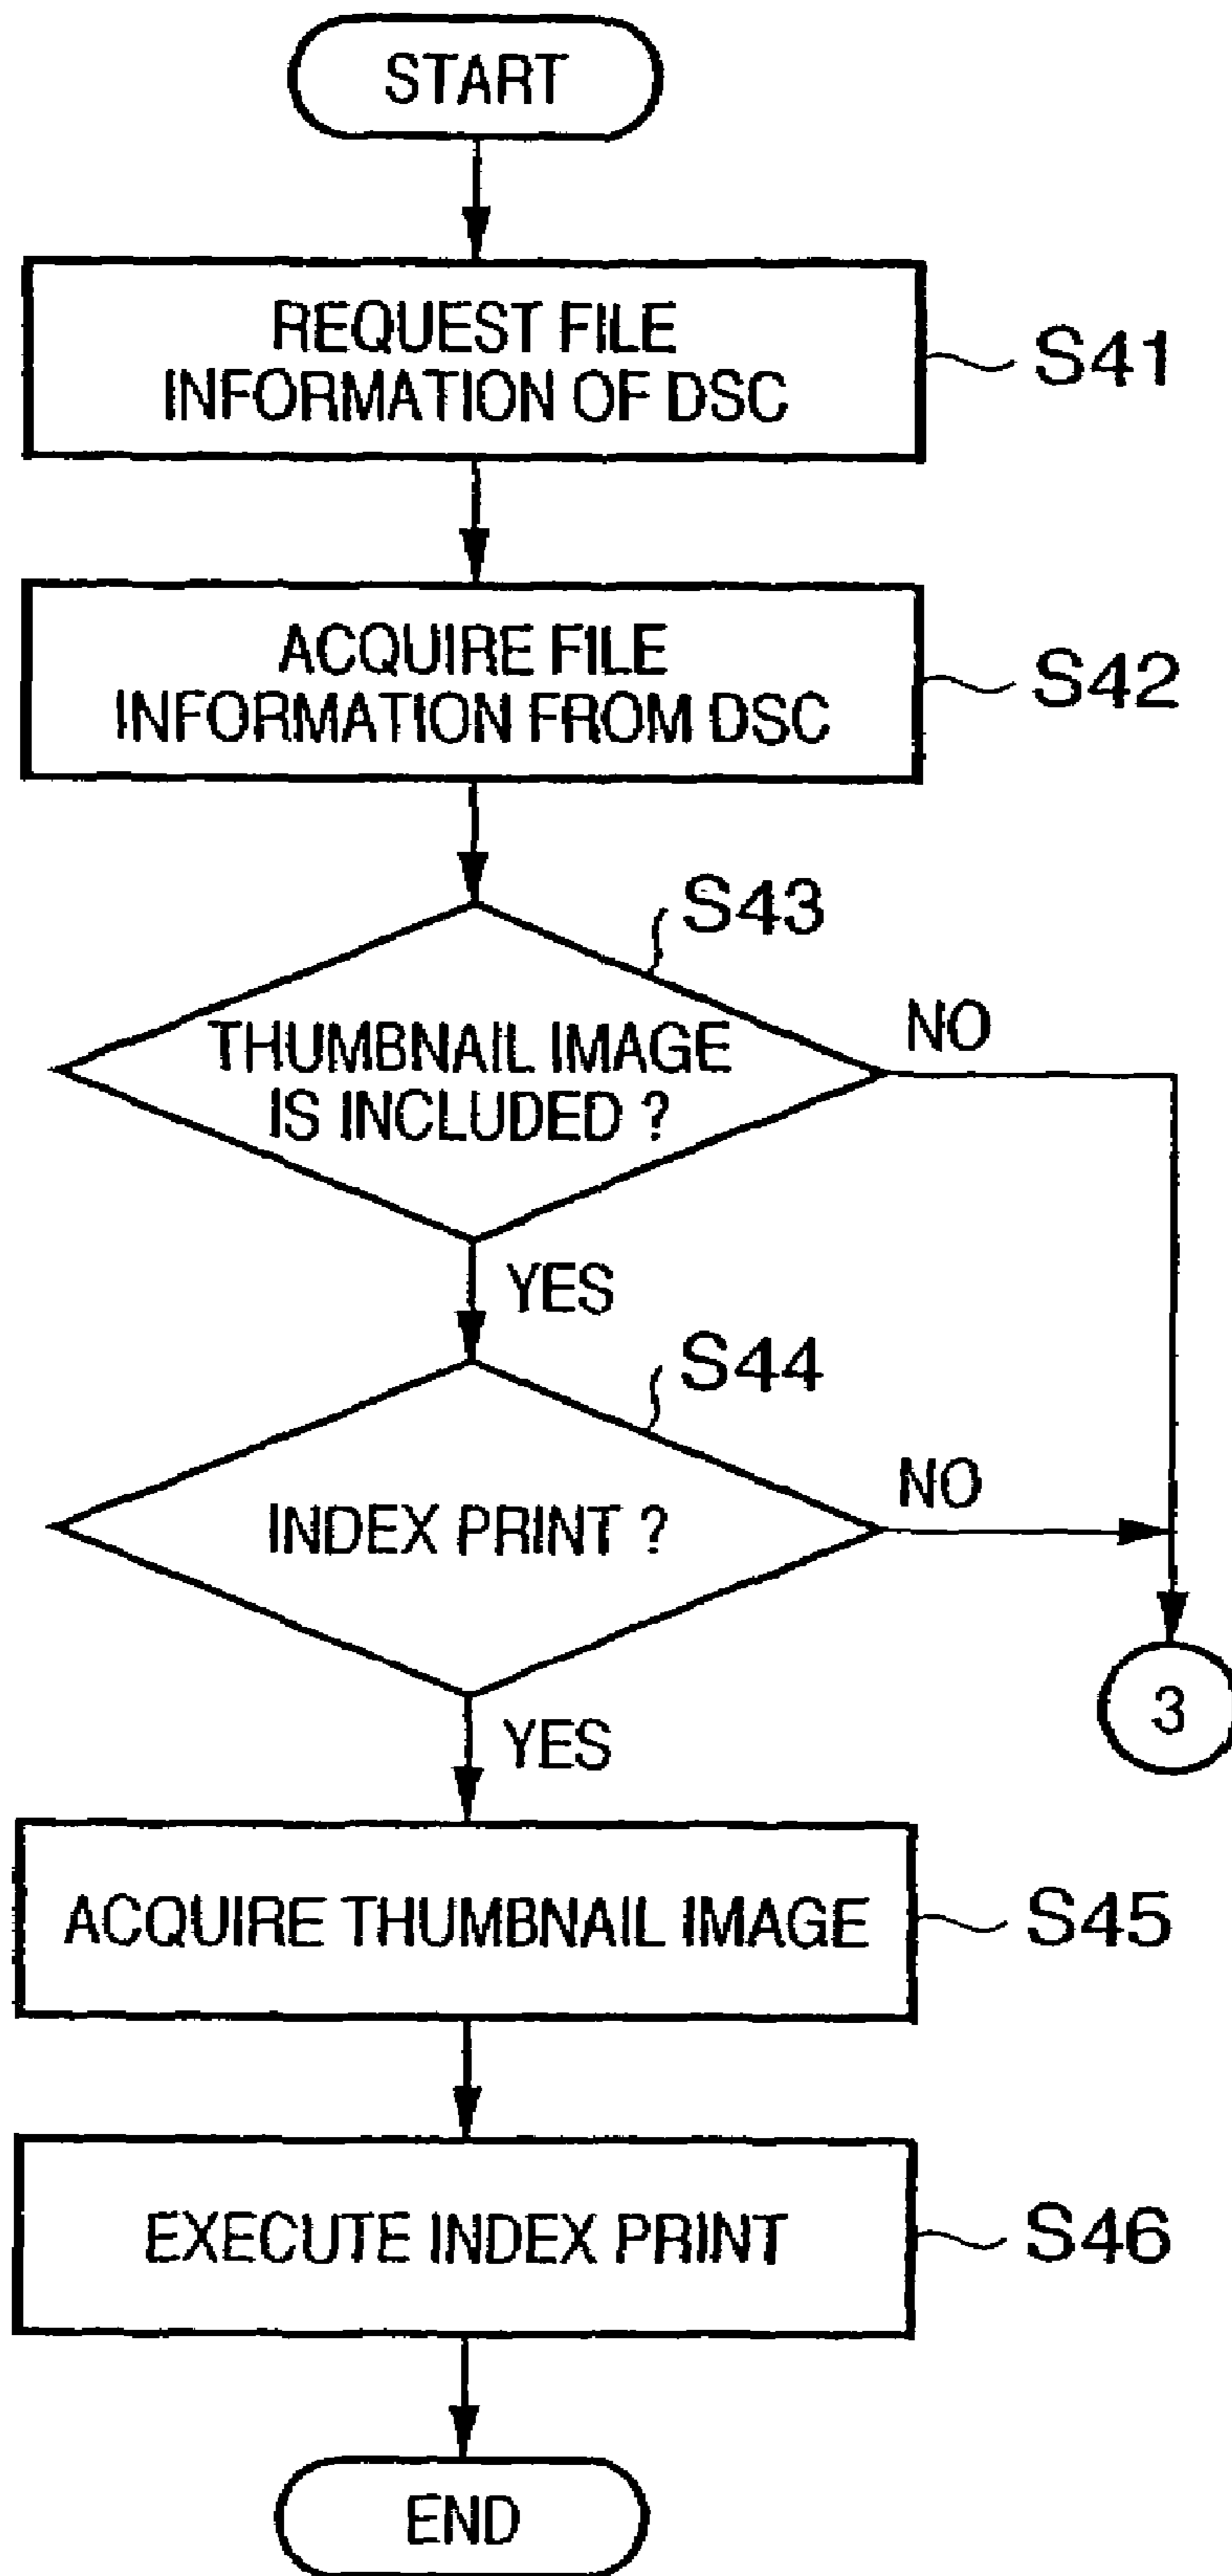 START
REQUEST FILE
INFORMATION OF DSC
S41
ACQUIRE FILE
INFORMATION FROM DSC
S42
S43
THUMBNAIL IMAGE
IS INCLUDED ?
NO
YES
S44
INDEX PRINT ?
NO
YES
3
ACQUIRE THUMBNAIL IMAGE
S45
EXECUTE INDEX PRINT
S46
END